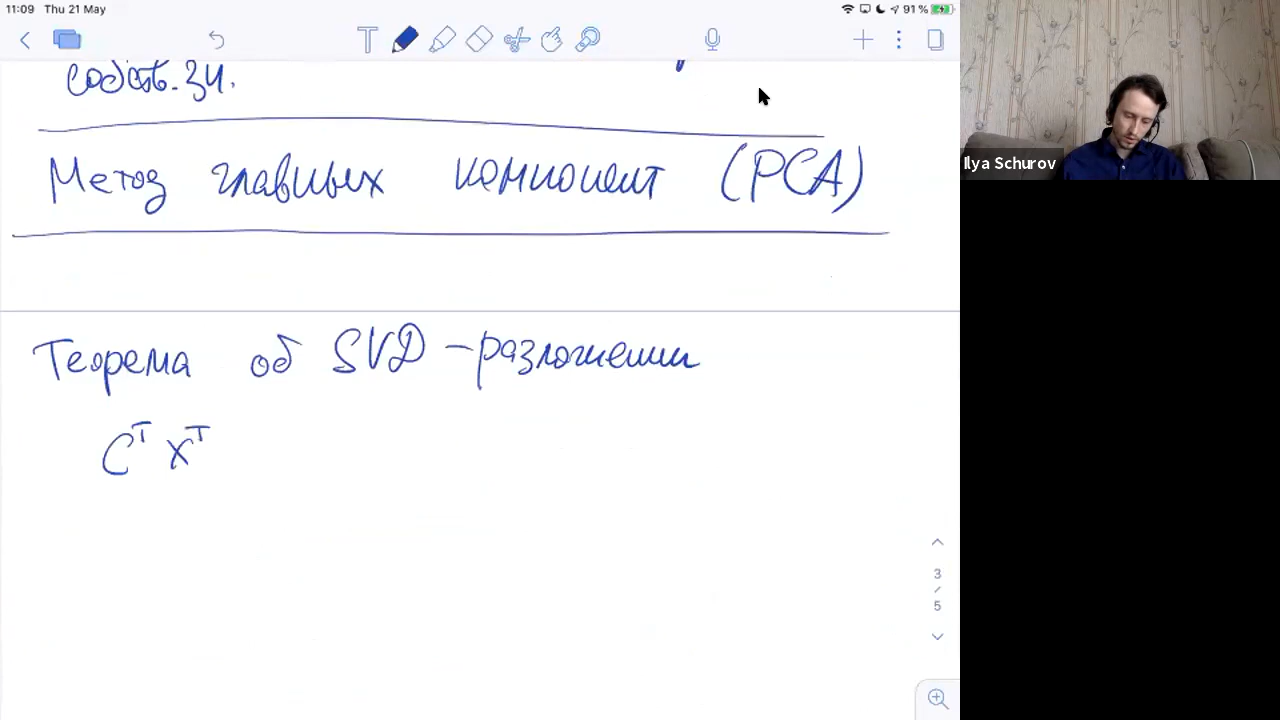 11:09 Thu 21 May
91 %
T
собств. зн.
Метод главных компонент (PCA)
Теорема об SVD-разложении
Cᵀ Xᵀ
3
/
5
Ilya Schurov